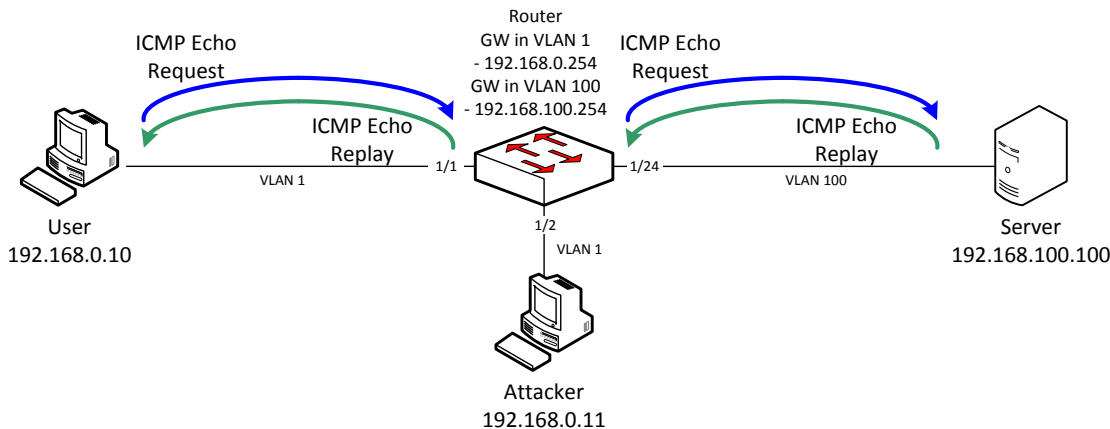 Router
GW in VLAN 1
- 192.168.0.254
GW in VLAN 100
- 192.168.100.254
ICMP Echo
Request
ICMP Echo
Replay
ICMP Echo
Request
ICMP Echo
Replay
VLAN 1
1/1
1/24
VLAN 100
1/2
VLAN 1
User
192.168.0.10
Server
192.168.100.100
Attacker
192.168.0.11